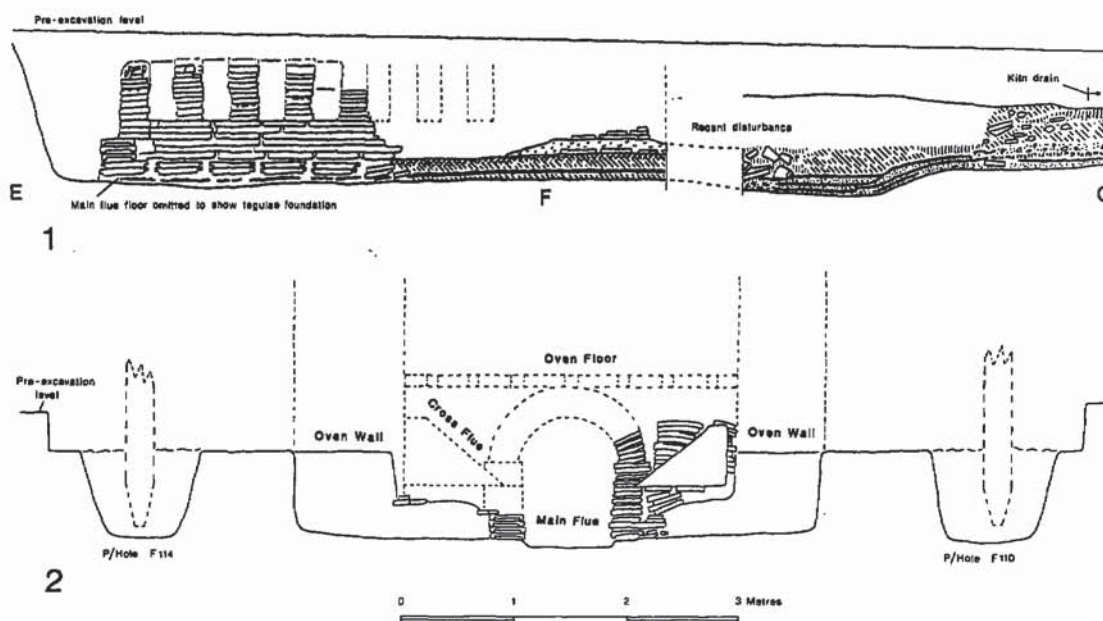 Pre-excavation level
Kiln drain
Recent disturbance
E
F
Main flue floor omitted to show tegulae foundation
1
Oven Floor
Pre-excavation
level
Cross Flue
Oven Wall
Oven Wall
Main Flue
P/Hole F114
P/Hole F110
2
0 1 2 3 Metres